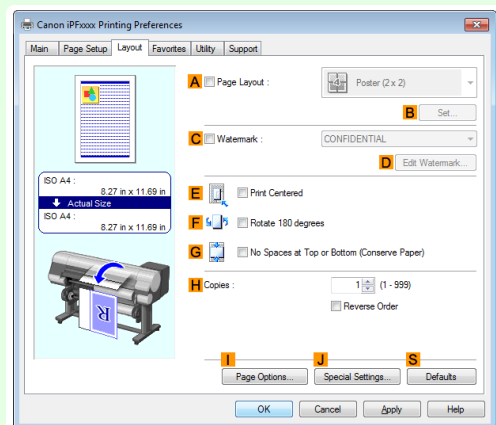 Canon iPFxxxx Printing Preferences
Main Page Setup Layout Favorites Utility Support
A Page Layout : Poster (2 x 2)
B Set...
C Watermark : CONFIDENTIAL
D Edit Watermark...
ISO A4 :
8.27 in x 11.69 in
Actual Size
ISO A4 :
8.27 in x 11.69 in
E Print Centered
F Rotate 180 degrees
G No Spaces at Top or Bottom (Conserve Paper)
H Copies : 1 (1 - 999)
Reverse Order
R
I J S
Page Options... Special Settings... Defaults
OK Cancel Apply Help